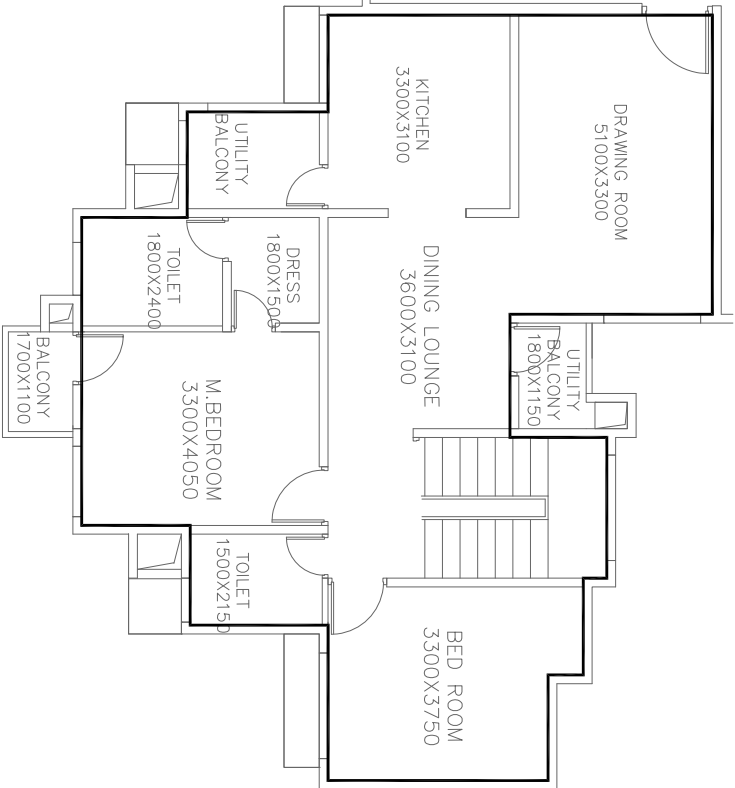 KITCHEN
3300X3100
DRAWING ROOM
5100X3300
UTILITY
BALCONY
TOILET
1800X2400
DRESS
1800X1500
DINING LOUNGE
3600X3100
UTILITY
BALCONY
1800X1150
BALCONY
1700X1100
M.BEDROOM
3300X4050
TOILET
1500X2150
BED ROOM
3300X3750